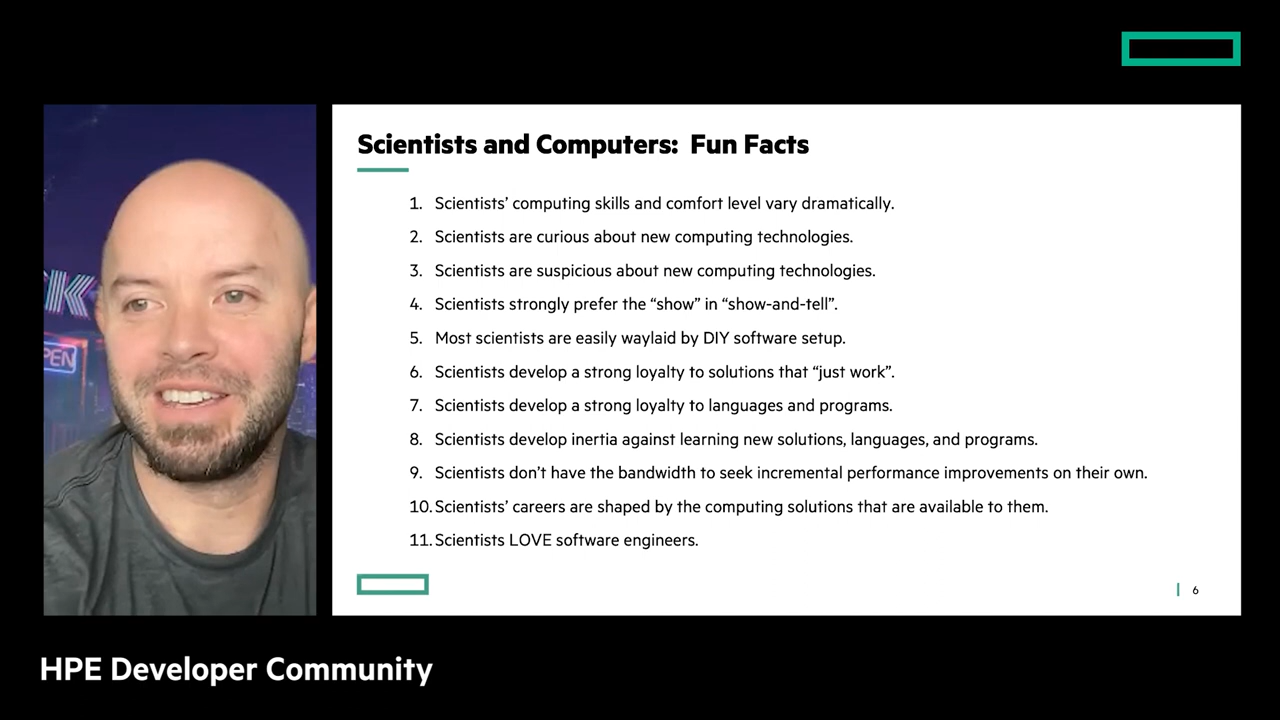 K
PEN
Scientists and Computers:  Fun Facts
1. Scientists’ computing skills and comfort level vary dramatically.
2. Scientists are curious about new computing technologies.
3. Scientists are suspicious about new computing technologies.
4. Scientists strongly prefer the “show” in “show-and-tell”.
5. Most scientists are easily waylaid by DIY software setup.
6. Scientists develop a strong loyalty to solutions that “just work”.
7. Scientists develop a strong loyalty to languages and programs.
8. Scientists develop inertia against learning new solutions, languages, and programs.
9. Scientists don’t have the bandwidth to seek incremental performance improvements on their own.
10. Scientists’ careers are shaped by the computing solutions that are available to them.
11. Scientists LOVE software engineers.
6
HPE Developer Community